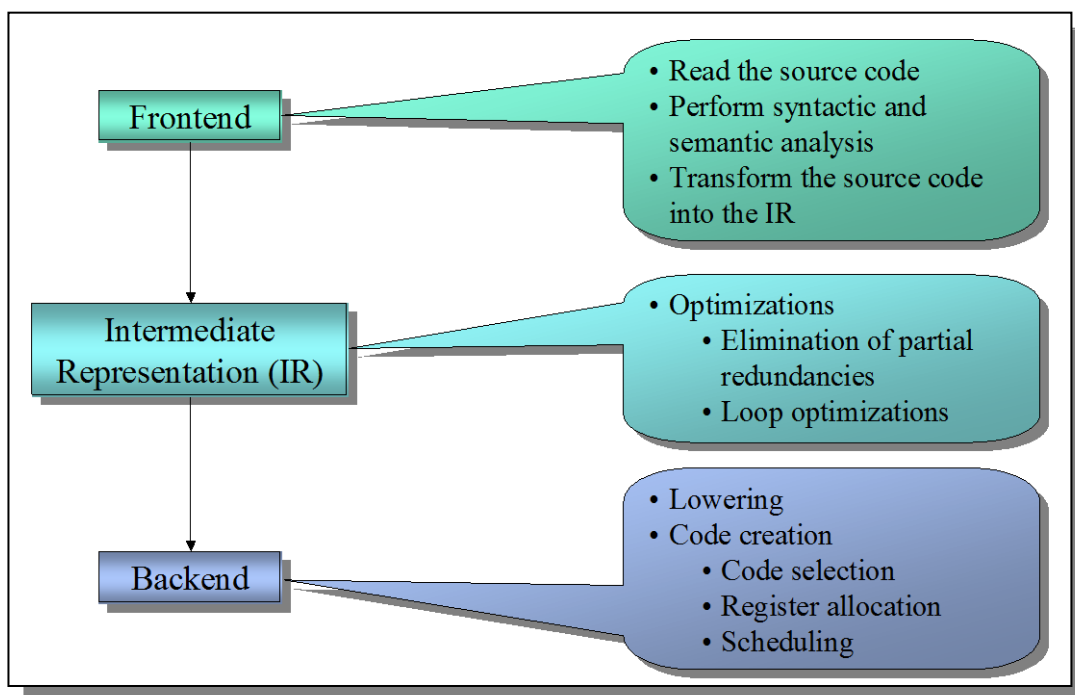 Frontend
• Read the source code
• Perform syntactic and
semantic analysis
• Transform the source code
into the IR
Intermediate
Representation (IR)
• Optimizations
• Elimination of partial
redundancies
• Loop optimizations
Backend
• Lowering
• Code creation
• Code selection
• Register allocation
• Scheduling